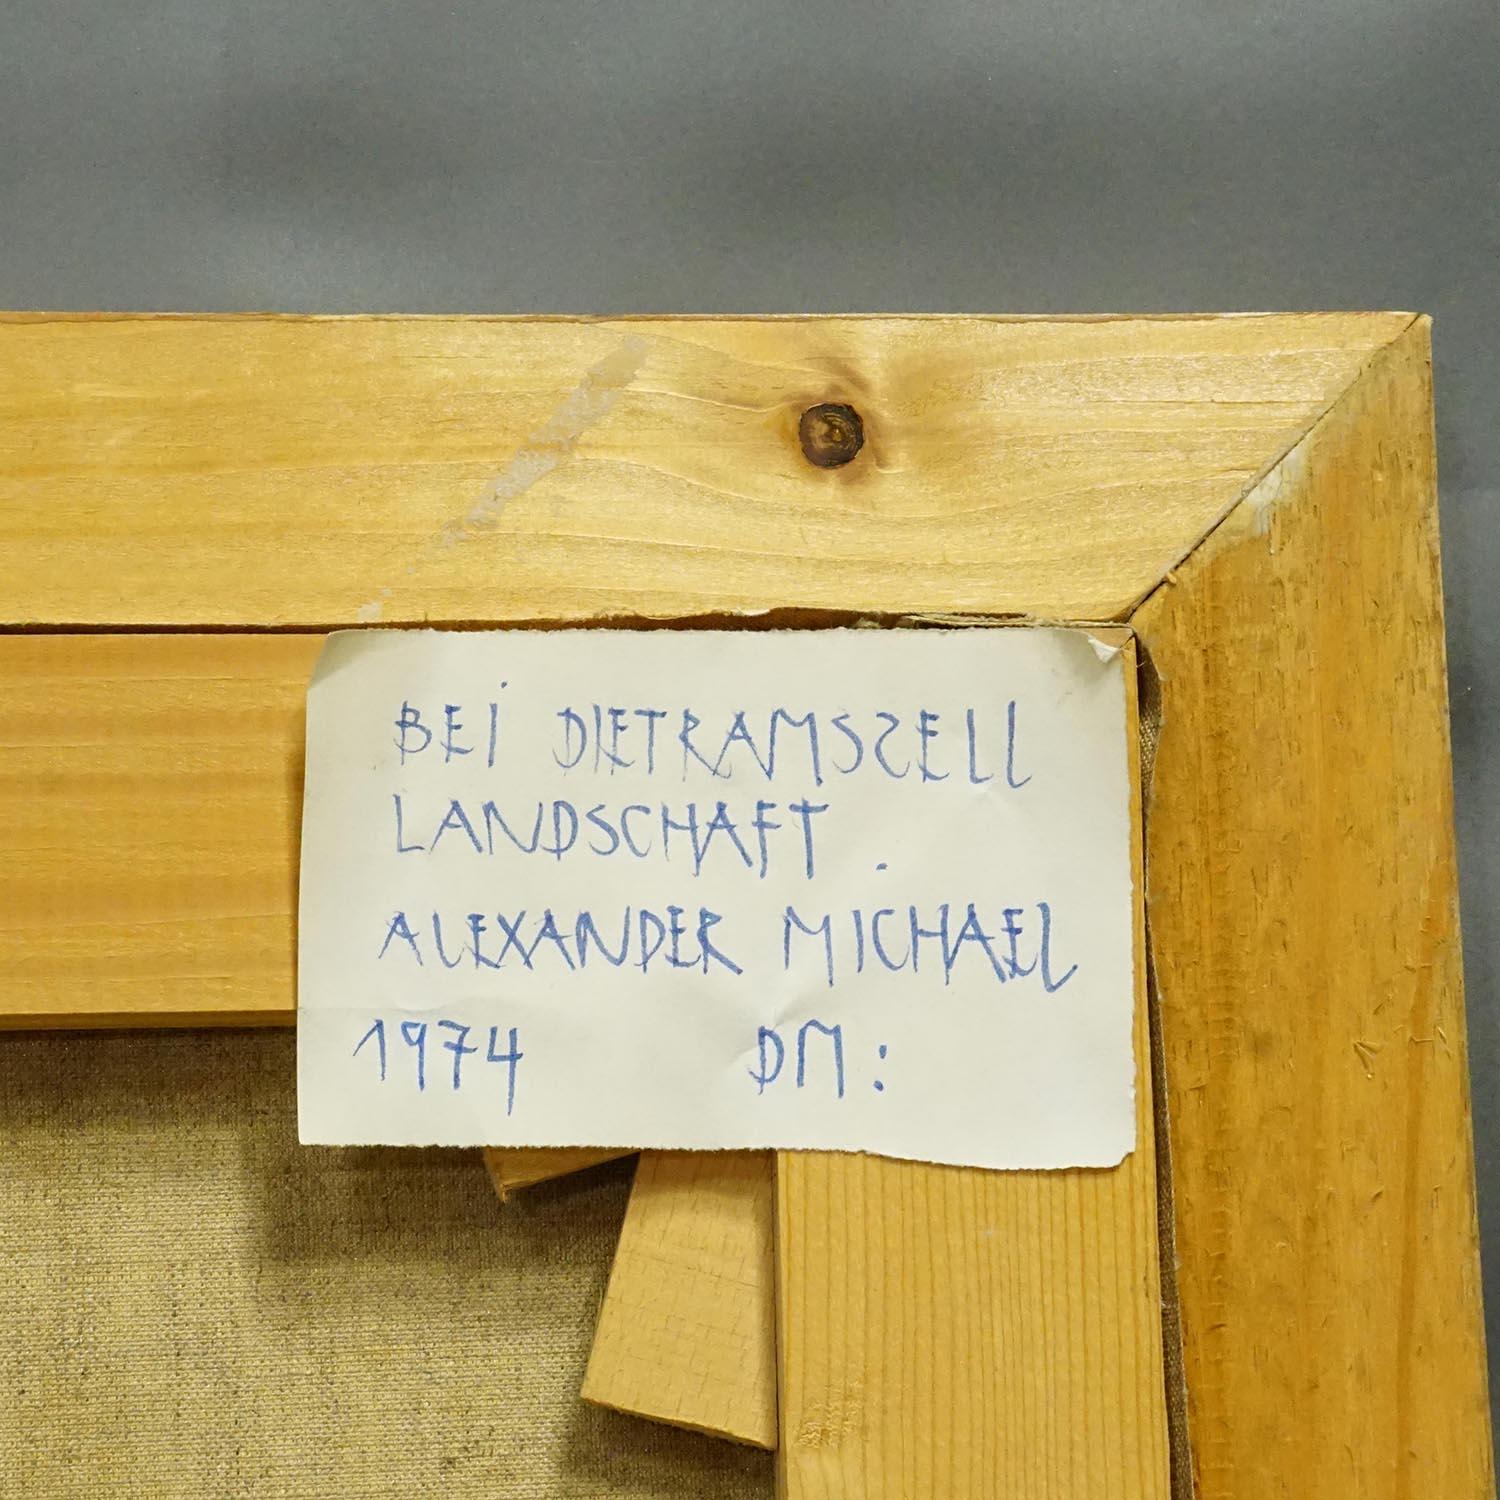 BEI DIETRAMSZELL
LANDSCHAFT.
ALEXANDER MICHAEL
1974 DM: